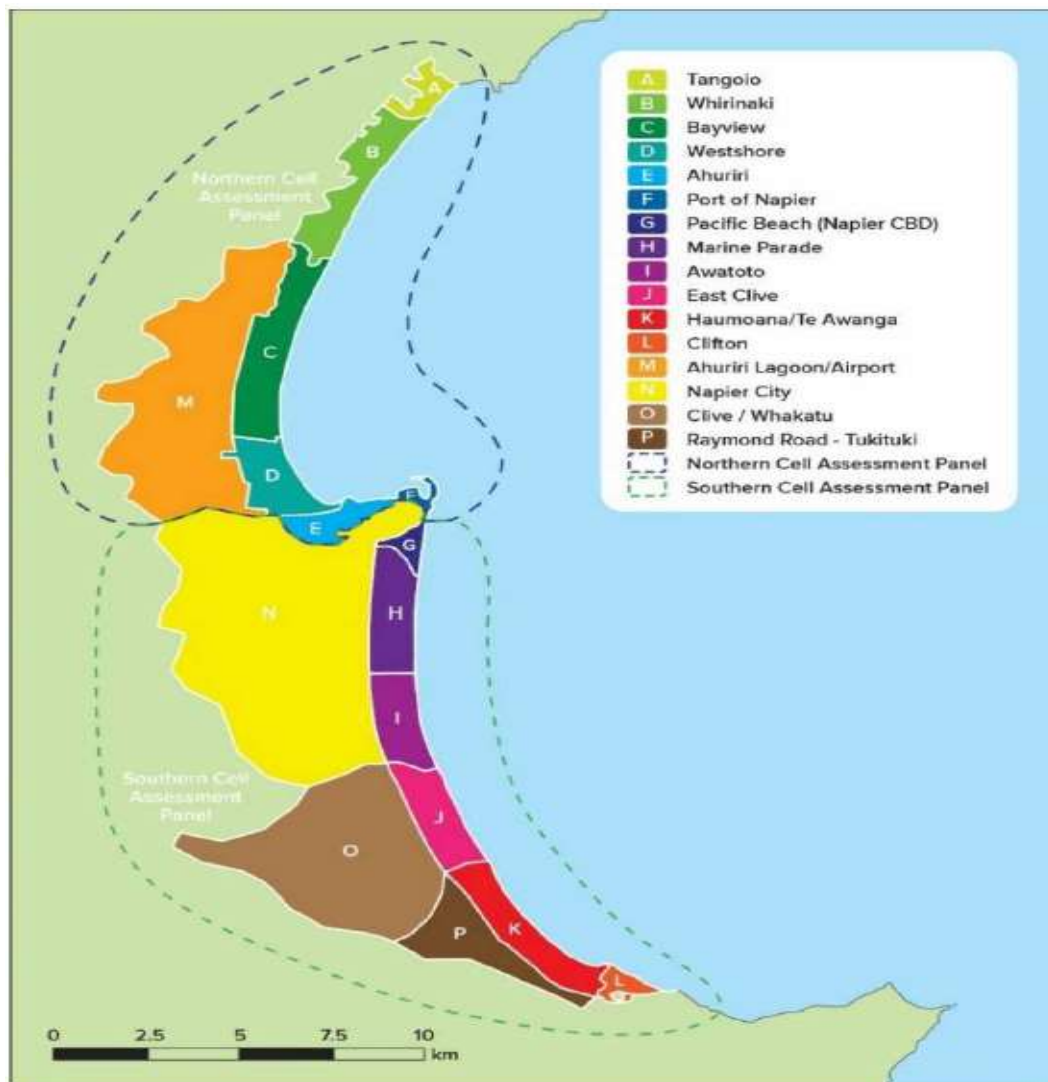 A Tangoio
B Whirinaki
C Bayview
D Westshore
E Ahuriri
F Port of Napier
G Pacific Beach (Napier CBD)
H Marine Parade
I Awatoto
J East Clive
K Haumoana/Te Awanga
L Clifton
M Ahuriri Lagoon/Airport
N Napier City
O Clive / Whakatu
P Raymond Road - Tukituki
Northern Cell Assessment Panel
Southern Cell Assessment Panel
A
B
Northern Cell
Assessment
Panel
C
M
D
F
E
G
N
H
I
Southern Cell
Assessment
Panel
J
O
K
P
L
0 2.5 5 7.5 10
km